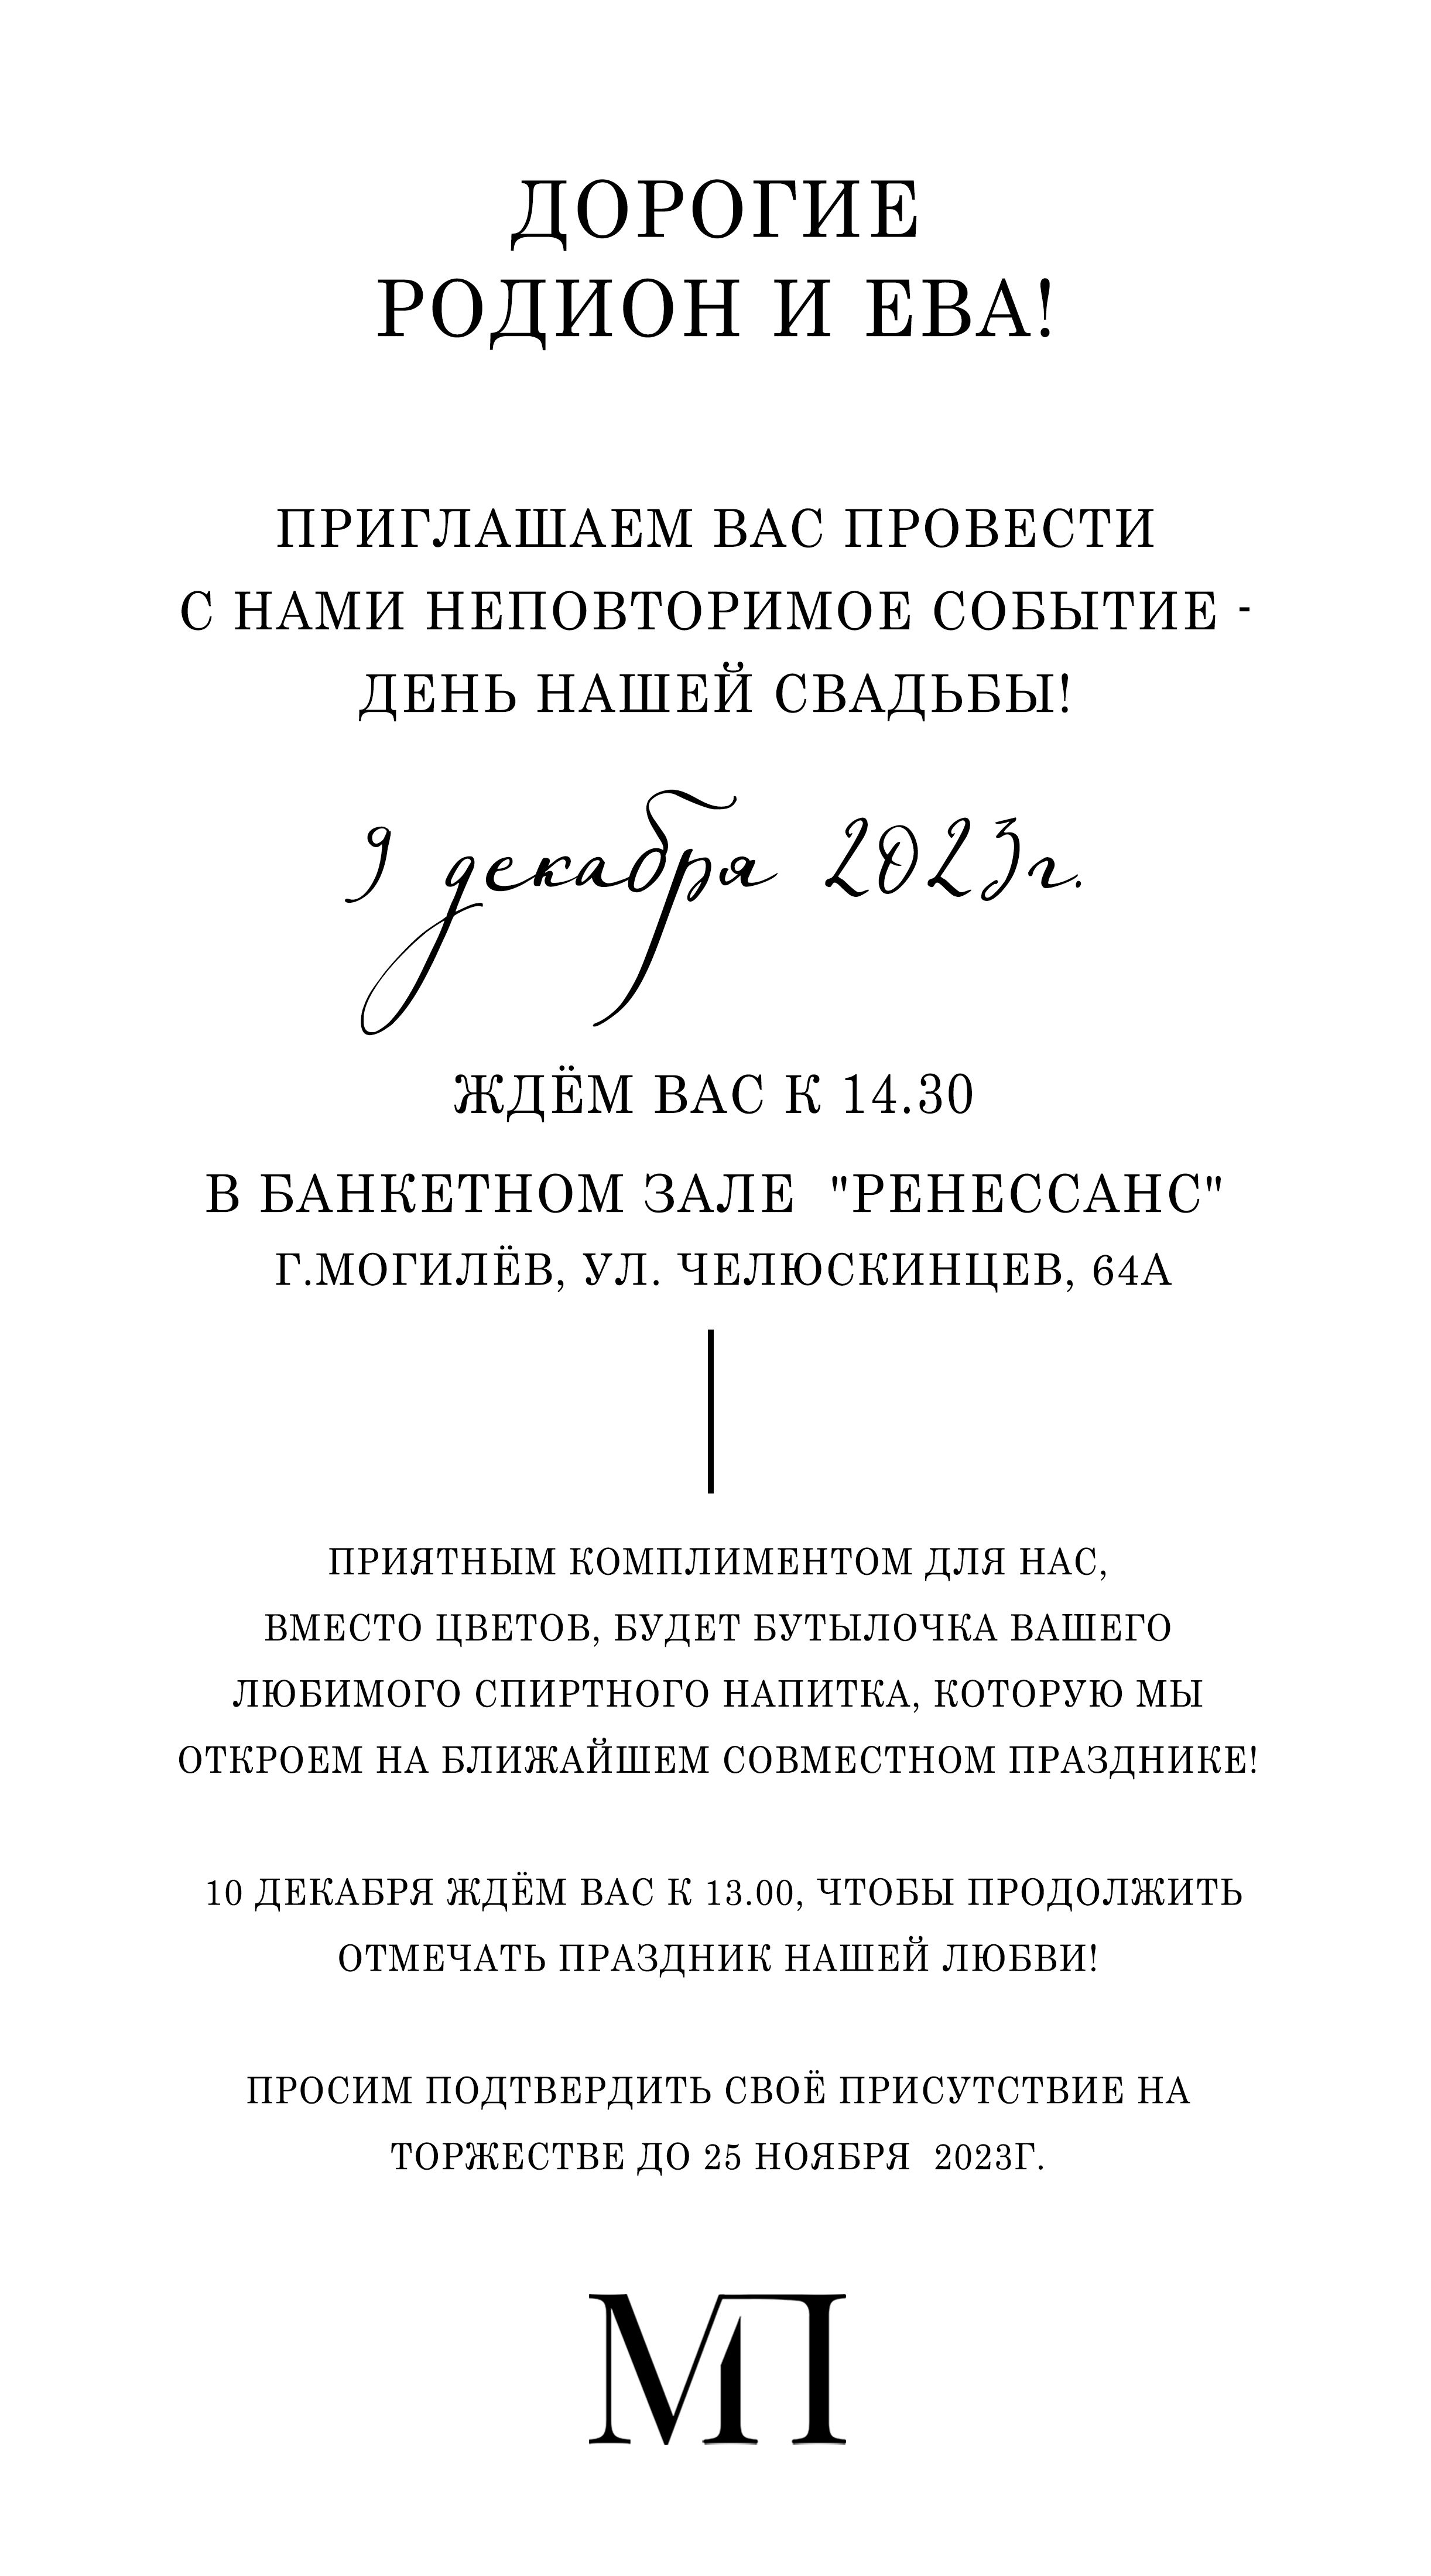 ДОРОГИЕ
РОДИОН И ЕВА!
ПРИГЛАШАЕМ ВАС ПРОВЕСТИ
С НАМИ НЕПОВТОРИМОЕ СОБЫТИЕ -
ДЕНЬ НАШЕЙ СВАДЬБЫ!
9 декабря 2023г.
ЖДЁМ ВАС К 14.30
В БАНКЕТНОМ ЗАЛЕ "РЕНЕССАНС"
Г.МОГИЛЁВ, УЛ. ЧЕЛЮСКИНЦЕВ, 64А
ПРИЯТНЫМ КОМПЛИМЕНТОМ ДЛЯ НАС,
ВМЕСТО ЦВЕТОВ, БУДЕТ БУТЫЛОЧКА ВАШЕГО
ЛЮБИМОГО СПИРТНОГО НАПИТКА, КОТОРУЮ МЫ
ОТКРОЕМ НА БЛИЖАЙШЕМ СОВМЕСТНОМ ПРАЗДНИКЕ!
10 ДЕКАБРЯ ЖДЁМ ВАС К 13.00, ЧТОБЫ ПРОДОЛЖИТЬ
ОТМЕЧАТЬ ПРАЗДНИК НАШЕЙ ЛЮБВИ!
ПРОСИМ ПОДТВЕРДИТЬ СВОЁ ПРИСУТСТВИЕ НА
ТОРЖЕСТВЕ ДО 25 НОЯБРЯ 2023Г.
МП